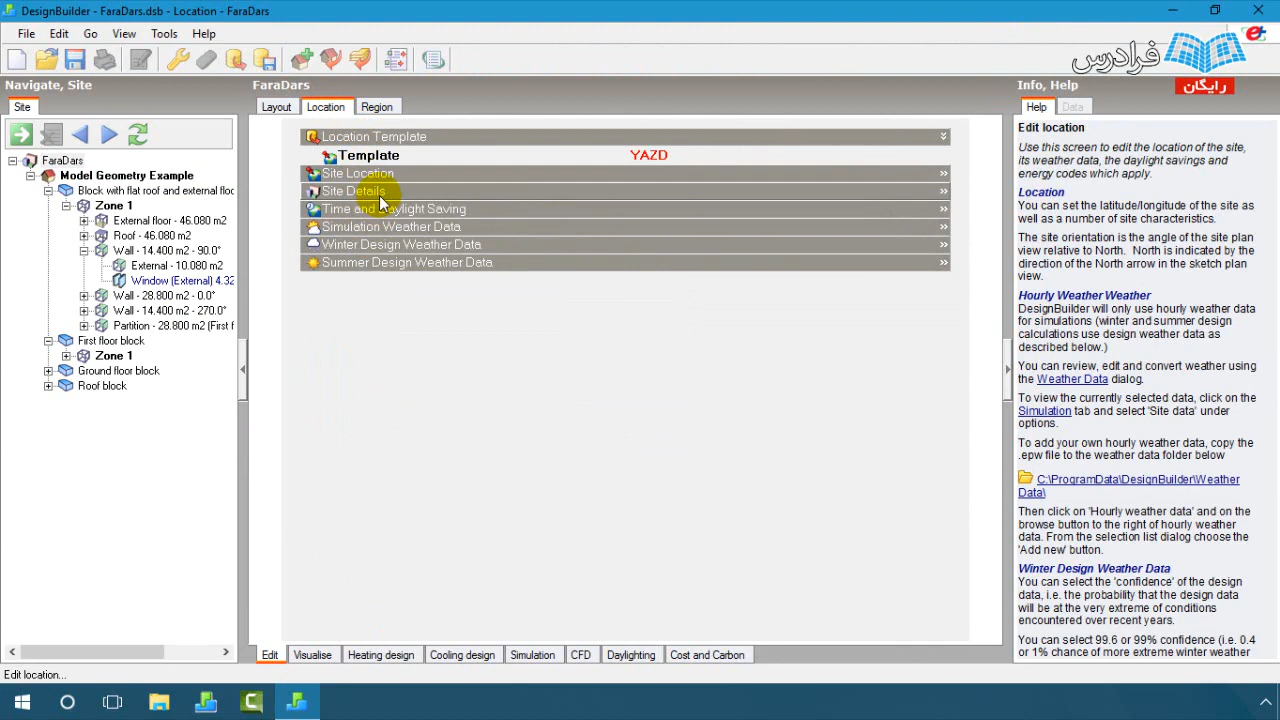 DesignBuilder - FaraDars.dsb - Location - FaraDars
File Edit Go View Tools Help
فرادرس
رایگان
Navigate, Site
Site
FaraDars
Model Geometry Example
Block with flat roof and external floo
Zone 1
External floor - 46.080 m2
Roof - 46.080 m2
Wall - 14.400 m2 - 90.0°
External - 10.080 m2
Window (External) 4.32
Wall - 28.800 m2 - 0.0°
Wall - 14.400 m2 - 270.0°
Partition - 28.800 m2 (First f
First floor block
Zone 1
Ground floor block
Roof block
FaraDars
Layout Location Region
Location Template
Template YAZD
Site Location
Site Details
Time and Daylight Saving
Simulation Weather Data
Winter Design Weather Data
Summer Design Weather Data
Edit Visualise Heating design Cooling design Simulation CFD Daylighting Cost and Carbon
Info, Help
Help Data
Edit location
Use this screen to edit the location of the site,
its weather data, the daylight savings and
energy codes which apply.
Location
You can set the latitude/longitude of the site as
well as a number of site characteristics.
The site orientation is the angle of the site plan
view relative to North. North is indicated by the
direction of the North arrow in the sketch plan
view.
Hourly Weather Weather
DesignBuilder will only use hourly weather data
for simulations (winter and summer design
calculations use design weather data as
described below.)
You can review, edit and convert weather using
the Weather Data dialog.
To view the currently selected data, click on the
Simulation tab and select 'Site data' under
options.
To add your own hourly weather data, copy the
.epw file to the weather data folder below
C:\ProgramData\DesignBuilder\Weather
Data\
Then click on 'Hourly weather data' and on the
browse button to the right of hourly weather
data. From the selection list dialog choose the
'Add new' button.
Winter Design Weather Data
You can select the 'confidence' of the design
data, i.e. the probability that the design data
will be at the very extreme of conditions
encountered over recent years.
You can select 99.6 or 99% confidence (i.e. 0.4
or 1% chance of more extreme winter weather
Edit location...